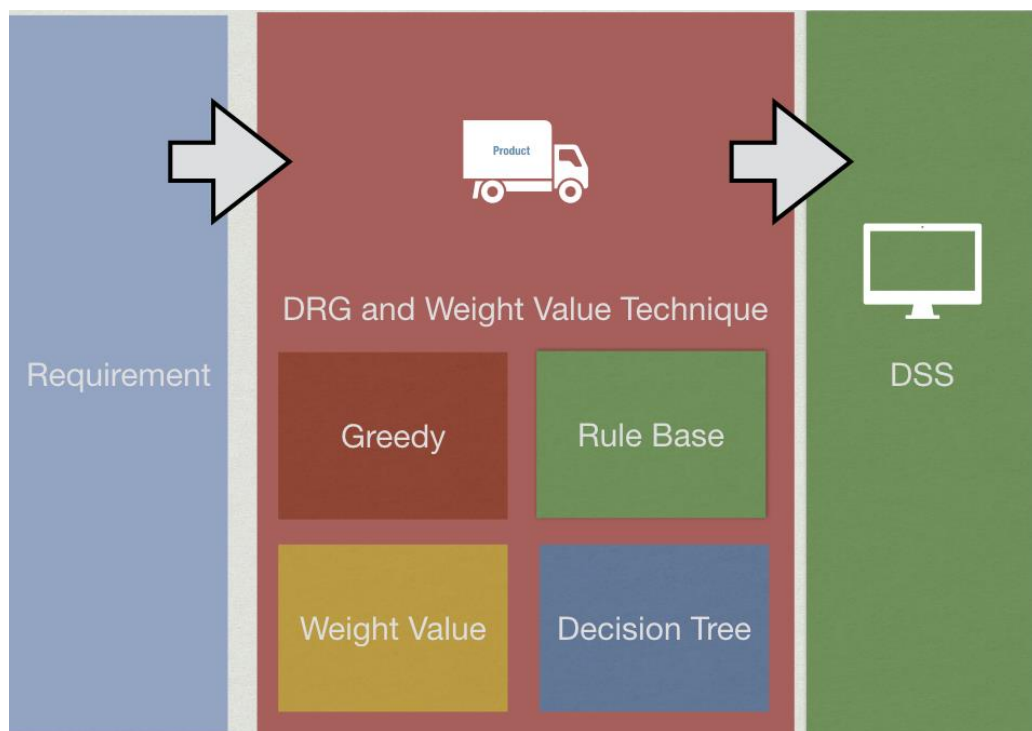 Product
DRG and Weight Value Technique
Requirement
DSS
Greedy
Rule Base
Weight Value
Decision Tree